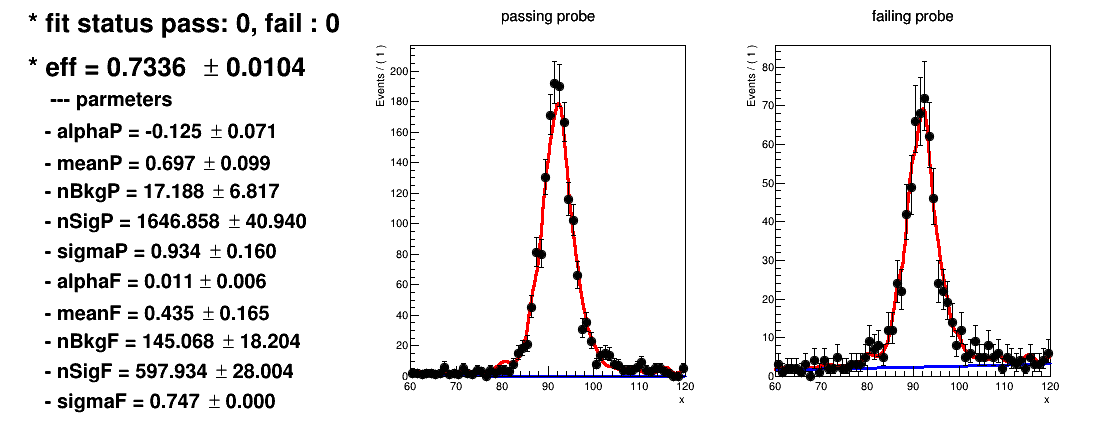 * fit status pass: 0, fail : 0
* eff = 0.7336 ± 0.0104
--- parmeters
- alphaP = -0.125 ± 0.071
- meanP = 0.697 ± 0.099
- nBkgP = 17.188 ± 6.817
- nSigP = 1646.858 ± 40.940
- sigmaP = 0.934 ± 0.160
- alphaF = 0.011 ± 0.006
- meanF = 0.435 ± 0.165
- nBkgF = 145.068 ± 18.204
- nSigF = 597.934 ± 28.004
- sigmaF = 0.747 ± 0.000
passing probe
Events / ( 1 )
200
180
160
140
120
100
80
60
40
20
0
60 70 80 90 100 110 120
x
failing probe
Events / ( 1 )
80
70
60
50
40
30
20
10
0
60 70 80 90 100 110 120
x